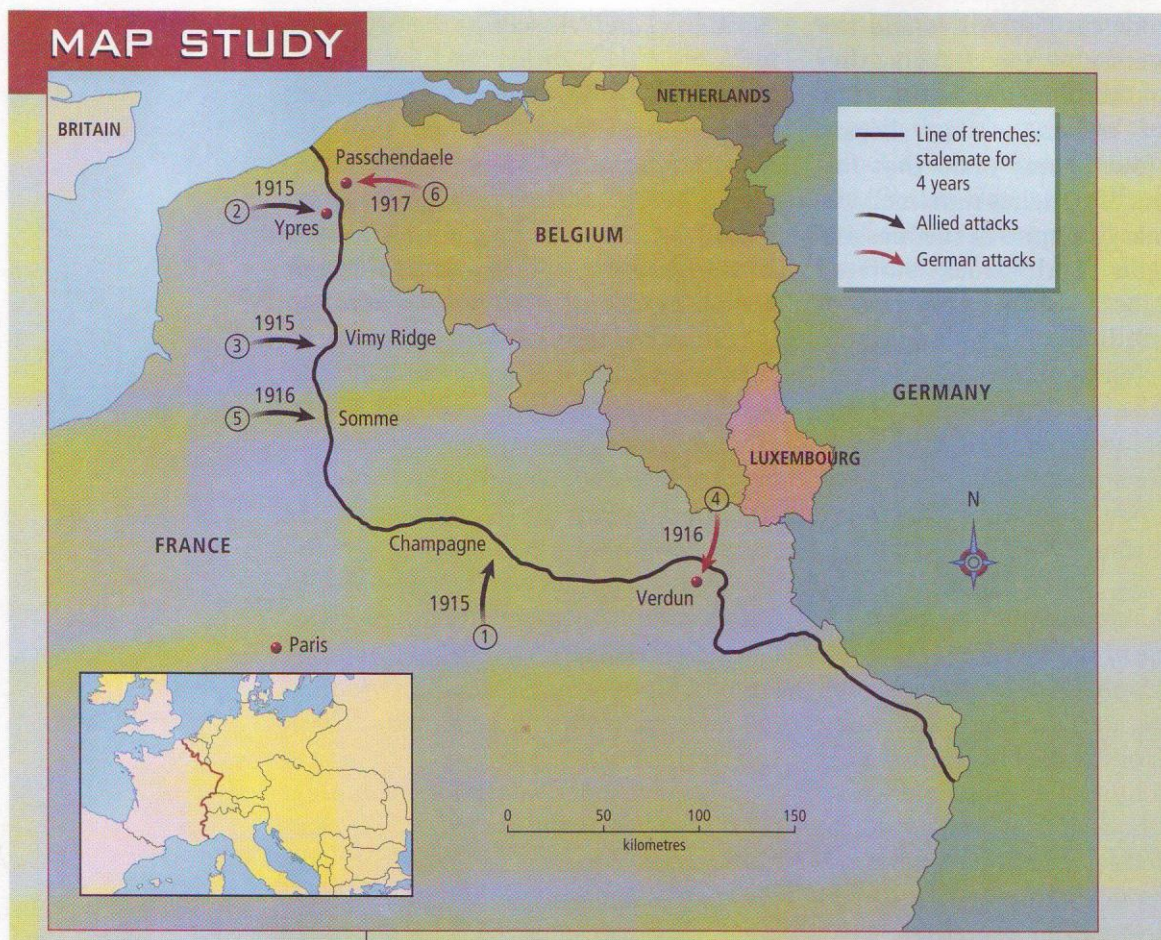 MAP STUDY
BRITAIN
NETHERLANDS
Line of trenches:
stalemate for
4 years
Allied attacks
German attacks
Passchendaele
1915
2
Ypres
6
1917
BELGIUM
1915
3
Vimy Ridge
1916
5
Somme
GERMANY
LUXEMBOURG
4
N
FRANCE
Champagne
1916
1915
Verdun
1
Paris
0 50 100 150
kilometres